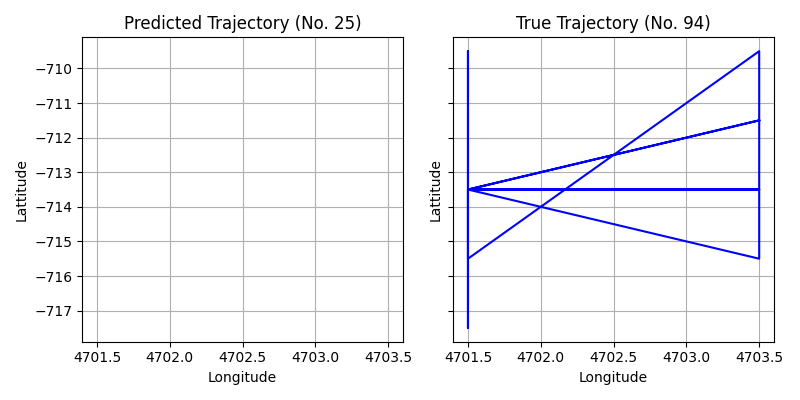 Predicted Trajectory (No. 25)
−710
−711
−712
−713
−714
−715
−716
−717
Lattitude
4701.5 4702.0 4702.5 4703.0 4703.5
Longitude
True Trajectory (No. 94)
Lattitude
4701.5 4702.0 4702.5 4703.0 4703.5
Longitude